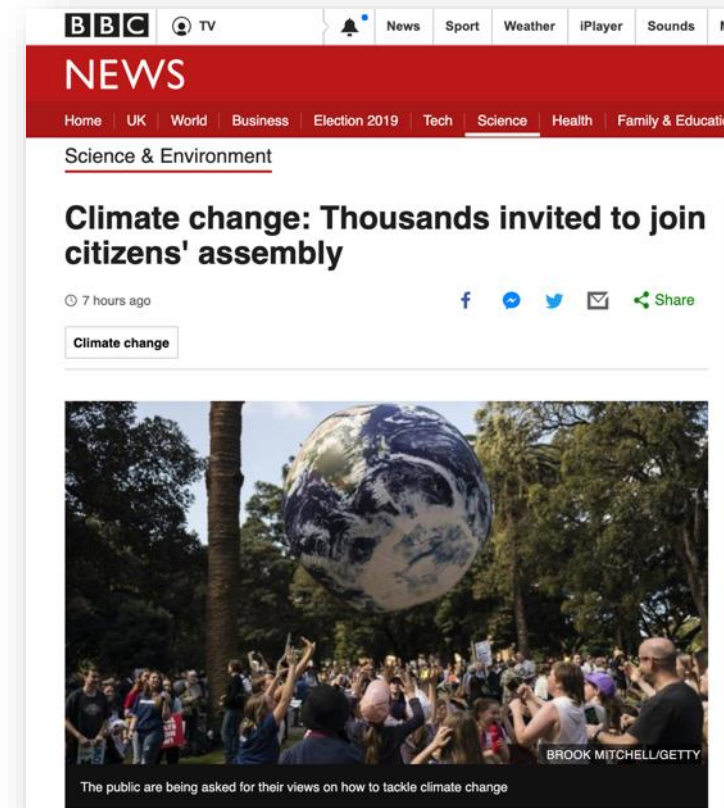 BBC TV News Sport Weather iPlayer Sounds
NEWS
Home UK World Business Election 2019 Tech Science Health Family & Educati
Science & Environment
Climate change: Thousands invited to join
citizens' assembly
7 hours ago Share
Climate change
BROOK MITCHELL/GETTY
The public are being asked for their views on how to tackle climate change